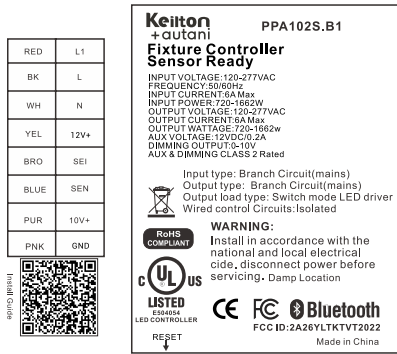 RED L1
BK L
WH N
YEL 12V+
BRO SEI
BLUE SEN
PUR 10V+
PNK GND
Install Guide
Keilton
+autani
PPA102S.B1
Fixture Controller
Sensor Ready
INPUT VOLTAGE:120-277VAC
FREQUENCY:50/60Hz
INPUT CURRENT:6A Max
INPUT POWER:720-1662W
OUTPUT VOLTAGE:120-277VAC
OUTPUT CURRENT:6A Max
OUTPUT WATTAGE:720-1662w
AUX VOLTAGE:12VDC/0.2A
DIMMING OUTPUT:0-10V
AUX & DIMMING CLASS 2 Rated
Input type: Branch Circuit(mains)
Output type: Branch Circuit(mains)
Output load type: Switch mode LED driver
Wired control Circuits:Isolated
RoHS
COMPLIANT
WARNING:
Install in accordance with the
national and local electrical
cide, disconnect power before
servicing. Damp Location
C UL US
LISTED
E504054
LED CONTROLLER
RESET
CE FC Bluetooth
FCC ID:2A26YLTKTVT2022
Made in China